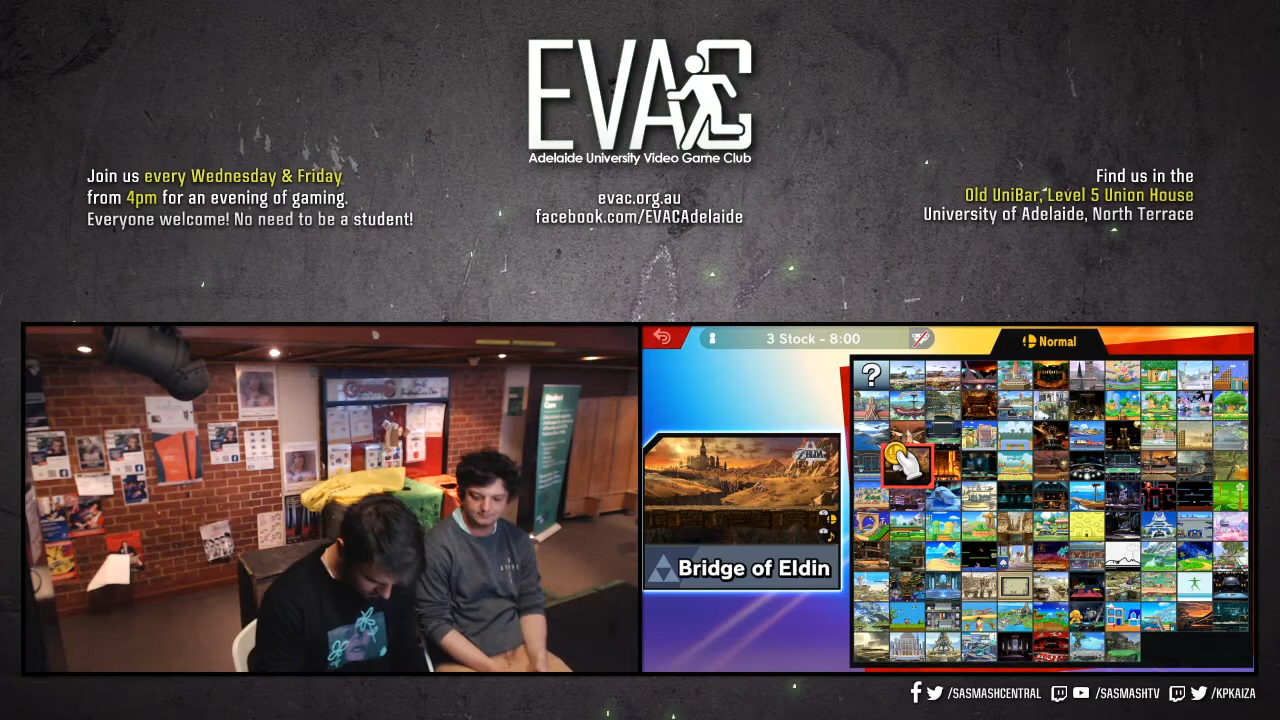 EVAC
Adelaide University Video Game Club
Join us every Wednesday & Friday
from 4pm for an evening of gaming.
Everyone welcome! No need to be a student!
evac.org.au
facebook.com/EVACAdelaide
Find us in the
Old UniBar, Level 5 Union House
University of Adelaide, North Terrace
3 Stock - 8:00
Normal
?
ZELDA
Bridge of Eldin
/SASMASHCENTRAL
/SASMASHTV
/KPKAIZA